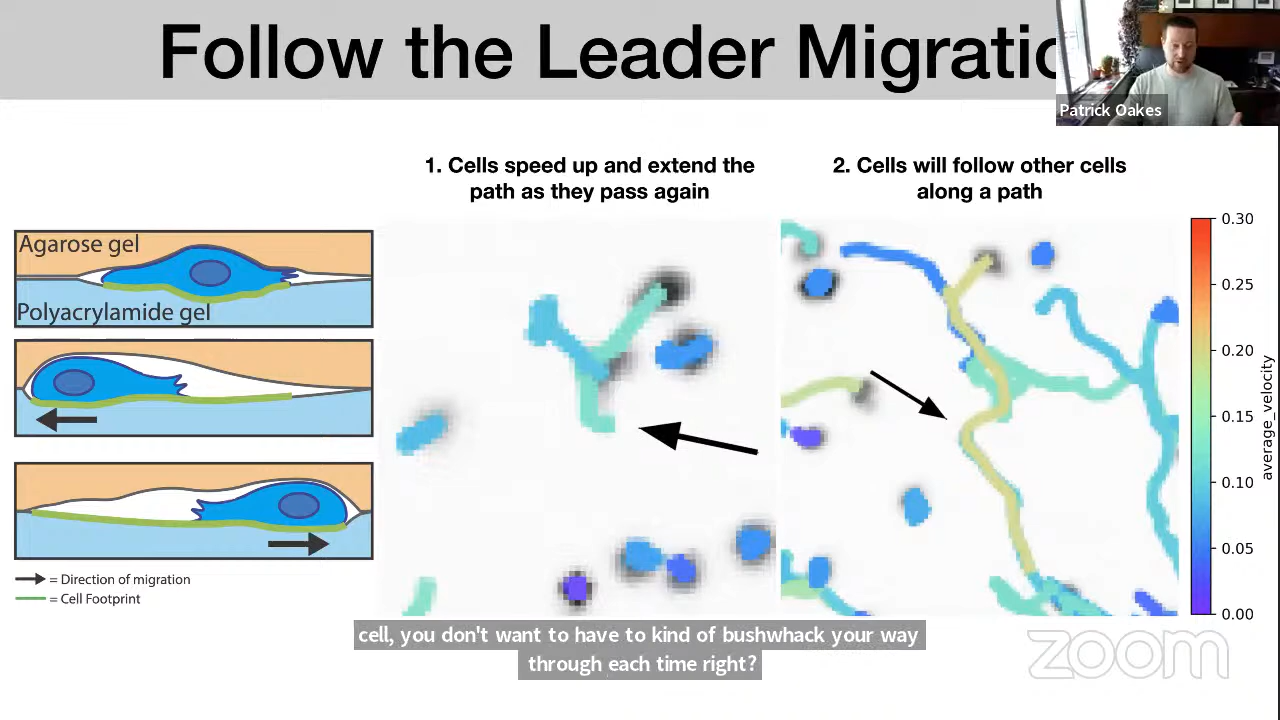 Follow the Leader Migratio
Patrick Oakes
1. Cells speed up and extend the
path as they pass again
2. Cells will follow other cells
along a path
Agarose gel
Polyacrylamide gel
= Direction of migration
= Cell Footprint
0.30
0.25
0.20
0.15
0.10
0.05
0.00
average velocity
cell, you don't want to have to kind of bushwhack your way
through each time right?
zoom